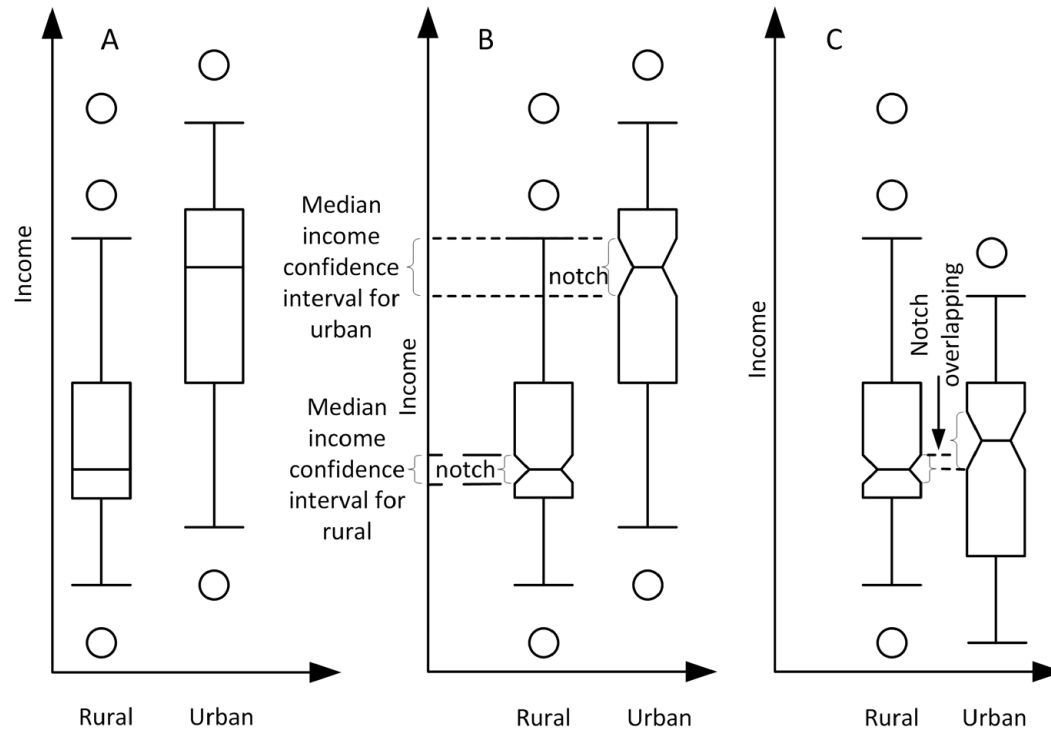 A
Income
Rural
Urban
B
Median
income
confidence
interval for
urban
notch
Income
Median
income
confidence
interval for
rural
notch
Rural
Urban
C
Income
Notch
overlapping
Rural
Urban